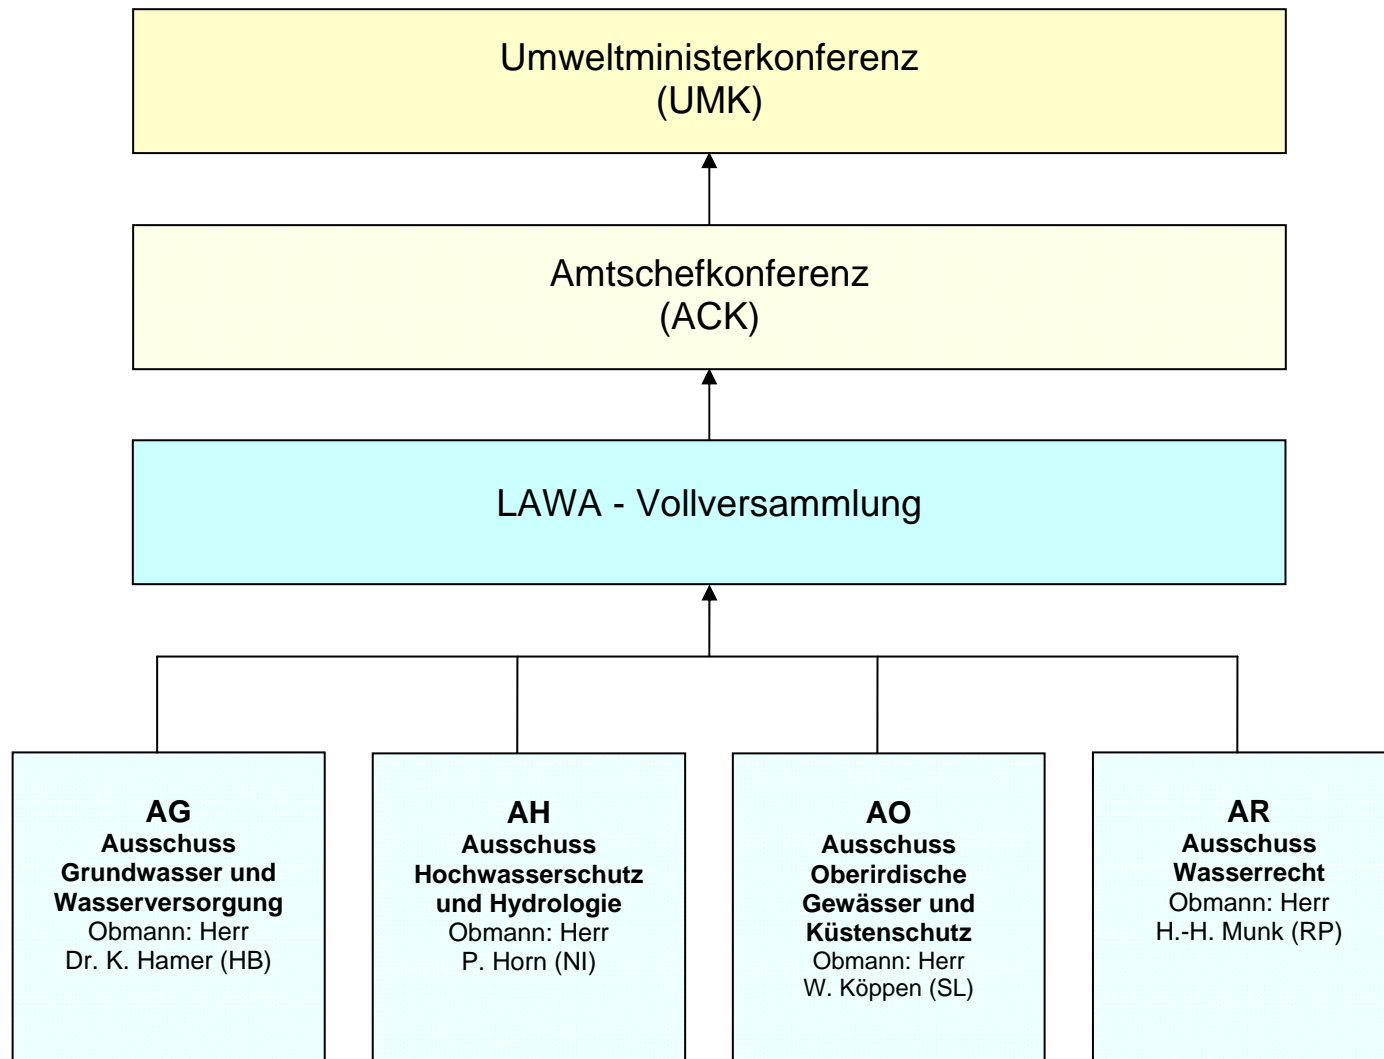 Umweltministerkonferenz
(UMK)
Amtschefkonferenz
(ACK)
LAWA - Vollversammlung
AG
Ausschuss
Grundwasser und
Wasserversorgung
Obmann: Herr
Dr. K. Hamer (HB)
AH
Ausschuss
Hochwasserschutz
und Hydrologie
Obmann: Herr
P. Horn (NI)
AO
Ausschuss
Oberirdische
Gewässer und
Küstenschutz
Obmann: Herr
W. Köppen (SL)
AR
Ausschuss
Wasserrecht
Obmann: Herr
H.-H. Munk (RP)